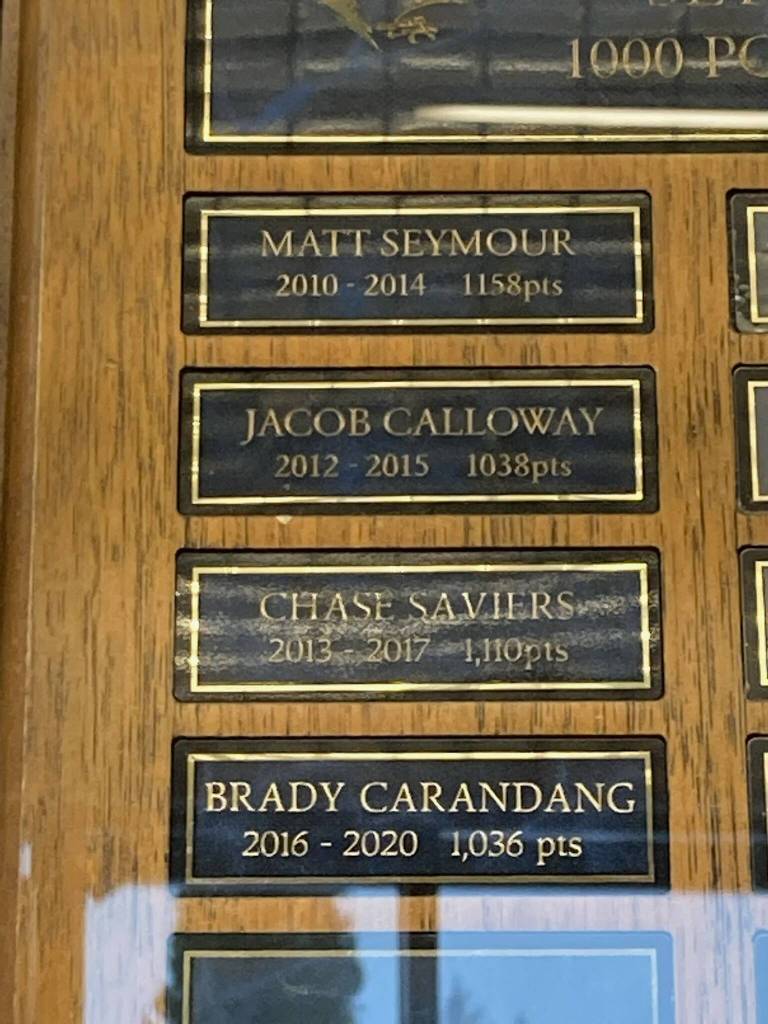 1000
MATT SEYMOUR
2010 - 2014 1158pts
JACOB CALLOWAY
2012 - 2015 1038pts
CHASE SAVIERS
2013 - 2017 1,110pts
BRADY CARANDANG
2016 - 2020 1,036 pts